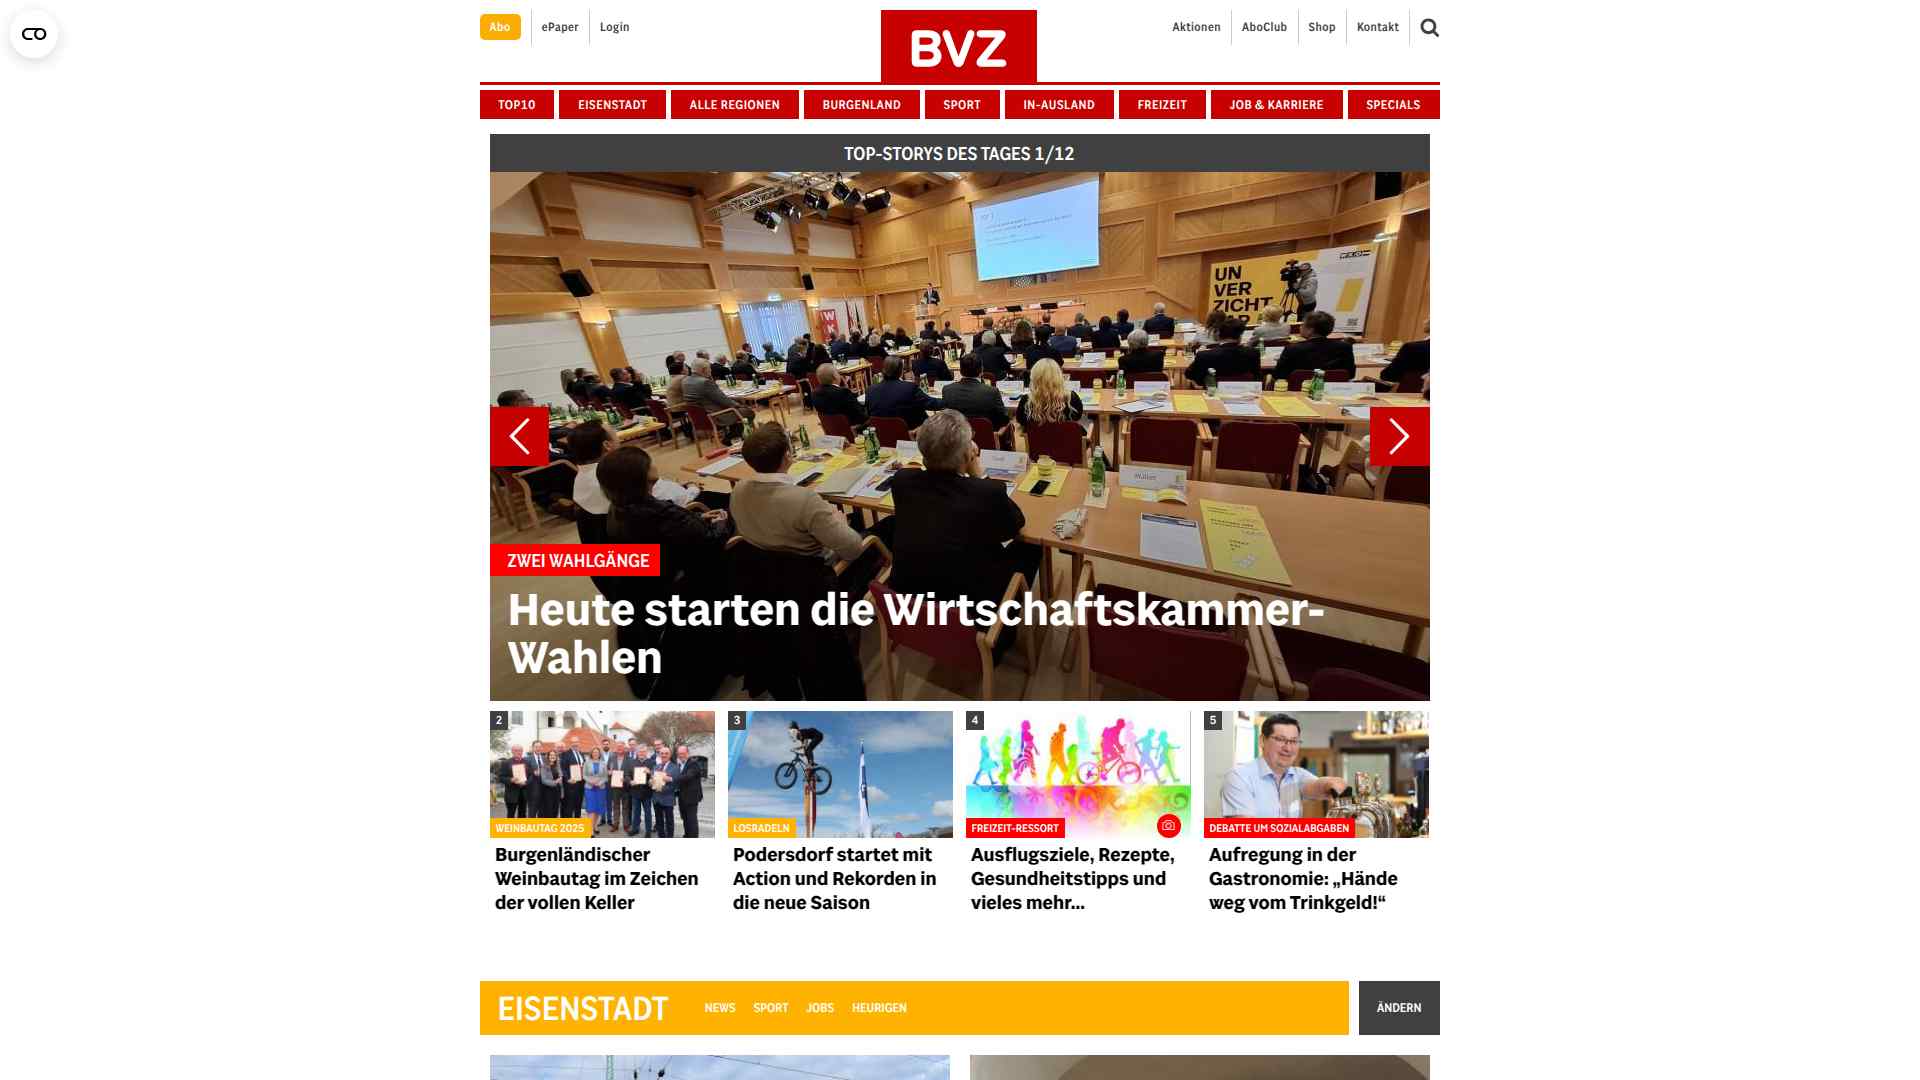 Abo
ePaper
Login
BVZ
Aktionen
AboClub
Shop
Kontakt
TOP10
EISENSTADT
ALLE REGIONEN
BURGENLAND
SPORT
IN-AUSLAND
FREIZEIT
JOB & KARRIERE
SPECIALS
TOP-STORYS DES TAGES 1/12
UN
VER
ZICHT
ZWEI WAHLGÄNGE
Heute starten die Wirtschaftskammer-
Wahlen
2
WEINBAUTAG 2025
Burgenländischer
Weinbautag im Zeichen
der vollen Keller
3
LOSRADELN
Podersdorf startet mit
Action und Rekorden in
die neue Saison
4
FREIZEIT-RESSORT
Ausflugsziele, Rezepte,
Gesundheitstipps und
vieles mehr...
5
DEBATTE UM SOZIALABGABEN
Aufregung in der
Gastronomie: „Hände
weg vom Trinkgeld!“
EISENSTADT
NEWS
SPORT
JOBS
HEURIGEN
ÄNDERN